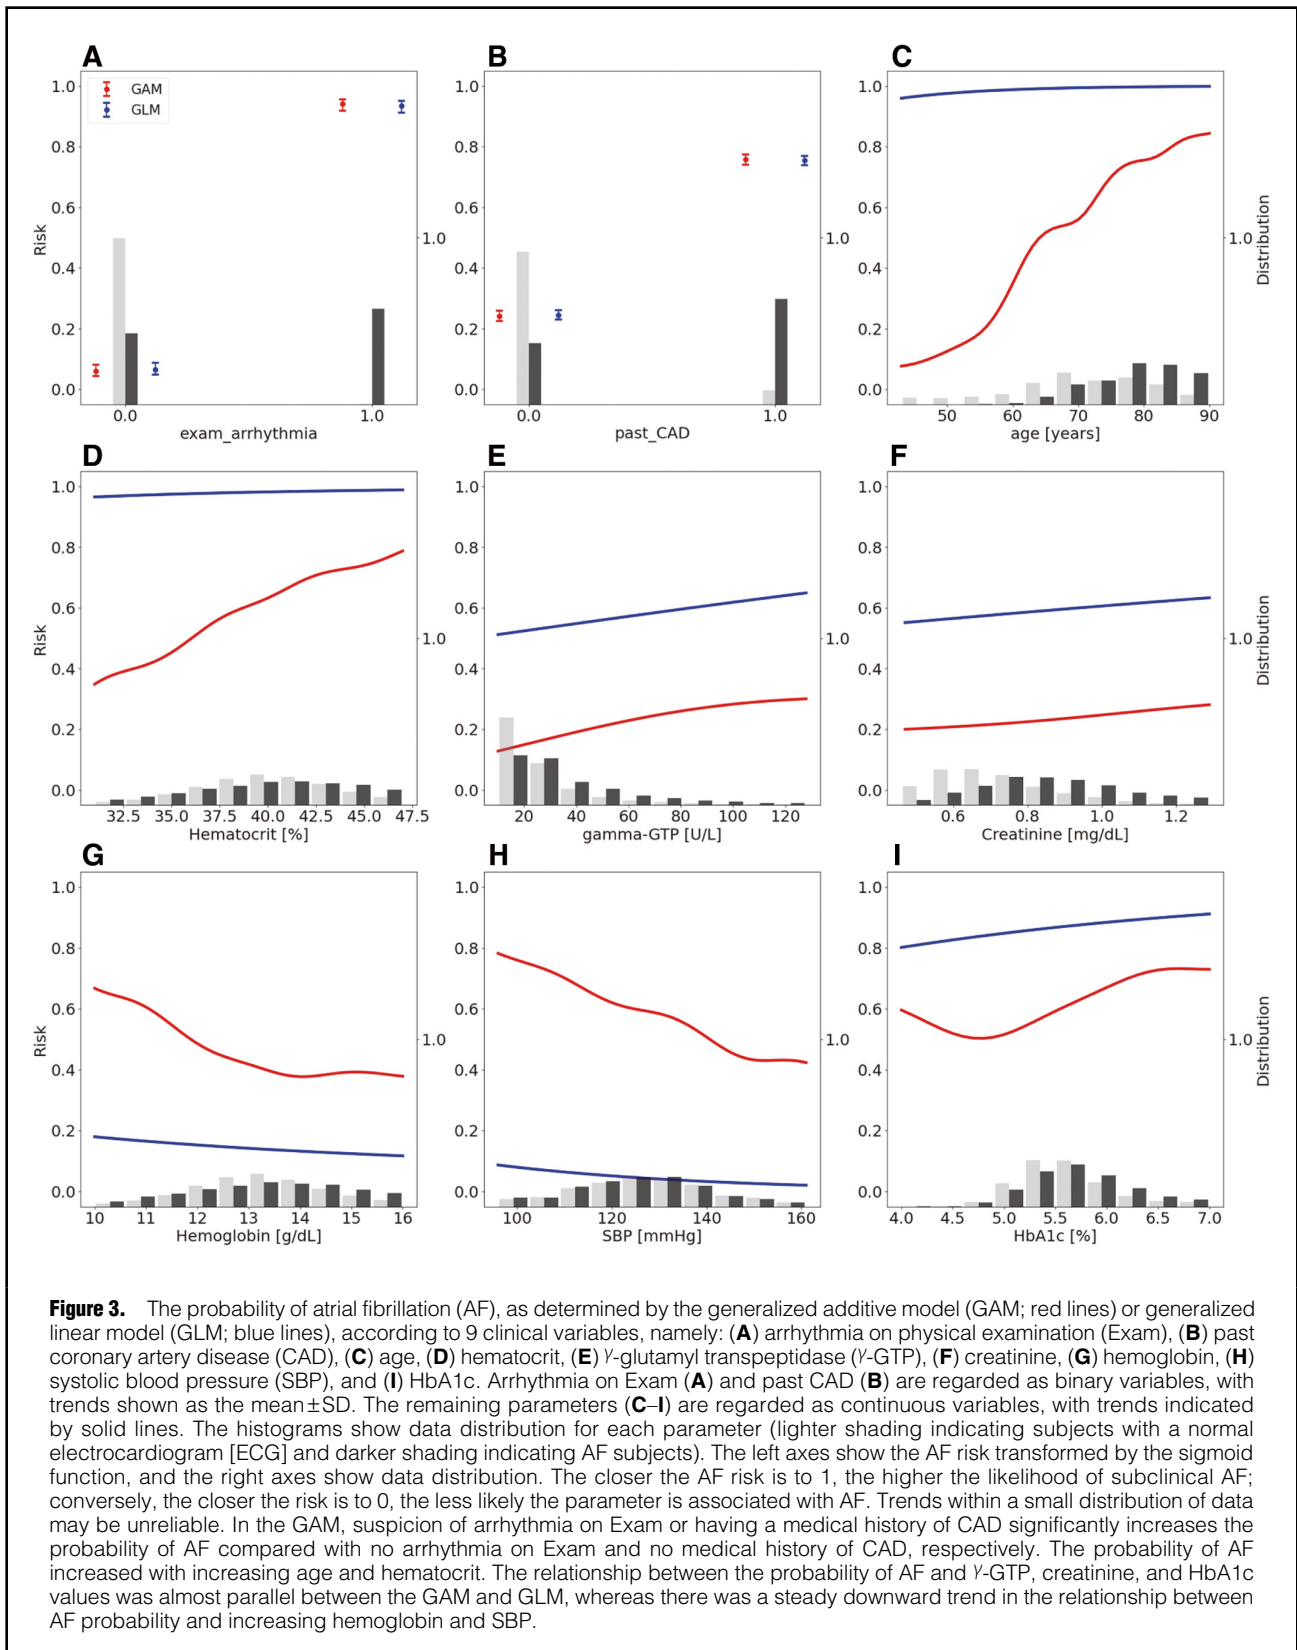 A
B
C
1.0
0.8
0.6
0.4
0.2
0.0
Risk
GAM
GLM
1.0
0.0
1.0
exam_arrhythmia
1.0
0.8
0.6
0.4
0.2
0.0
1.0
0.0
1.0
past_CAD
1.0
0.8
0.6
0.4
0.2
0.0
1.0
Distribution
50 60 70 80 90
age [years]
D
E
F
1.0
0.8
0.6
0.4
0.2
0.0
Risk
1.0
32.5 35.0 37.5 40.0 42.5 45.0 47.5
Hematocrit [%]
1.0
0.8
0.6
0.4
0.2
0.0
1.0
20 40 60 80 100 120
gamma-GTP [U/L]
1.0
0.8
0.6
0.4
0.2
0.0
1.0
Distribution
0.6 0.8 1.0 1.2
Creatinine [mg/dL]
G
H
I
1.0
0.8
0.6
0.4
0.2
0.0
Risk
1.0
10 11 12 13 14 15 16
Hemoglobin [g/dL]
1.0
0.8
0.6
0.4
0.2
0.0
1.0
100 120 140 160
SBP [mmHg]
1.0
0.8
0.6
0.4
0.2
0.0
1.0
Distribution
4.0 4.5 5.0 5.5 6.0 6.5 7.0
HbA1c [%]
Figure 3. The probability of atrial fibrillation (AF), as determined by the generalized additive model (GAM; red lines) or generalized
linear model (GLM; blue lines), according to 9 clinical variables, namely: (A) arrhythmia on physical examination (Exam), (B) past
coronary artery disease (CAD), (C) age, (D) hematocrit, (E) γ-glutamyl transpeptidase (γ-GTP), (F) creatinine, (G) hemoglobin, (H)
systolic blood pressure (SBP), and (I) HbA1c. Arrhythmia on Exam (A) and past CAD (B) are regarded as binary variables, with
trends shown as the mean±SD. The remaining parameters (C–I) are regarded as continuous variables, with trends indicated
by solid lines. The histograms show data distribution for each parameter (lighter shading indicating subjects with a normal
electrocardiogram [ECG] and darker shading indicating AF subjects). The left axes show the AF risk transformed by the sigmoid
function, and the right axes show data distribution. The closer the AF risk is to 1, the higher the likelihood of subclinical AF;
conversely, the closer the risk is to 0, the less likely the parameter is associated with AF. Trends within a small distribution of data
may be unreliable. In the GAM, suspicion of arrhythmia on Exam or having a medical history of CAD significantly increases the
probability of AF compared with no arrhythmia on Exam and no medical history of CAD, respectively. The probability of AF
increased with increasing age and hematocrit. The relationship between the probability of AF and γ-GTP, creatinine, and HbA1c
values was almost parallel between the GAM and GLM, whereas there was a steady downward trend in the relationship between
AF probability and increasing hemoglobin and SBP.